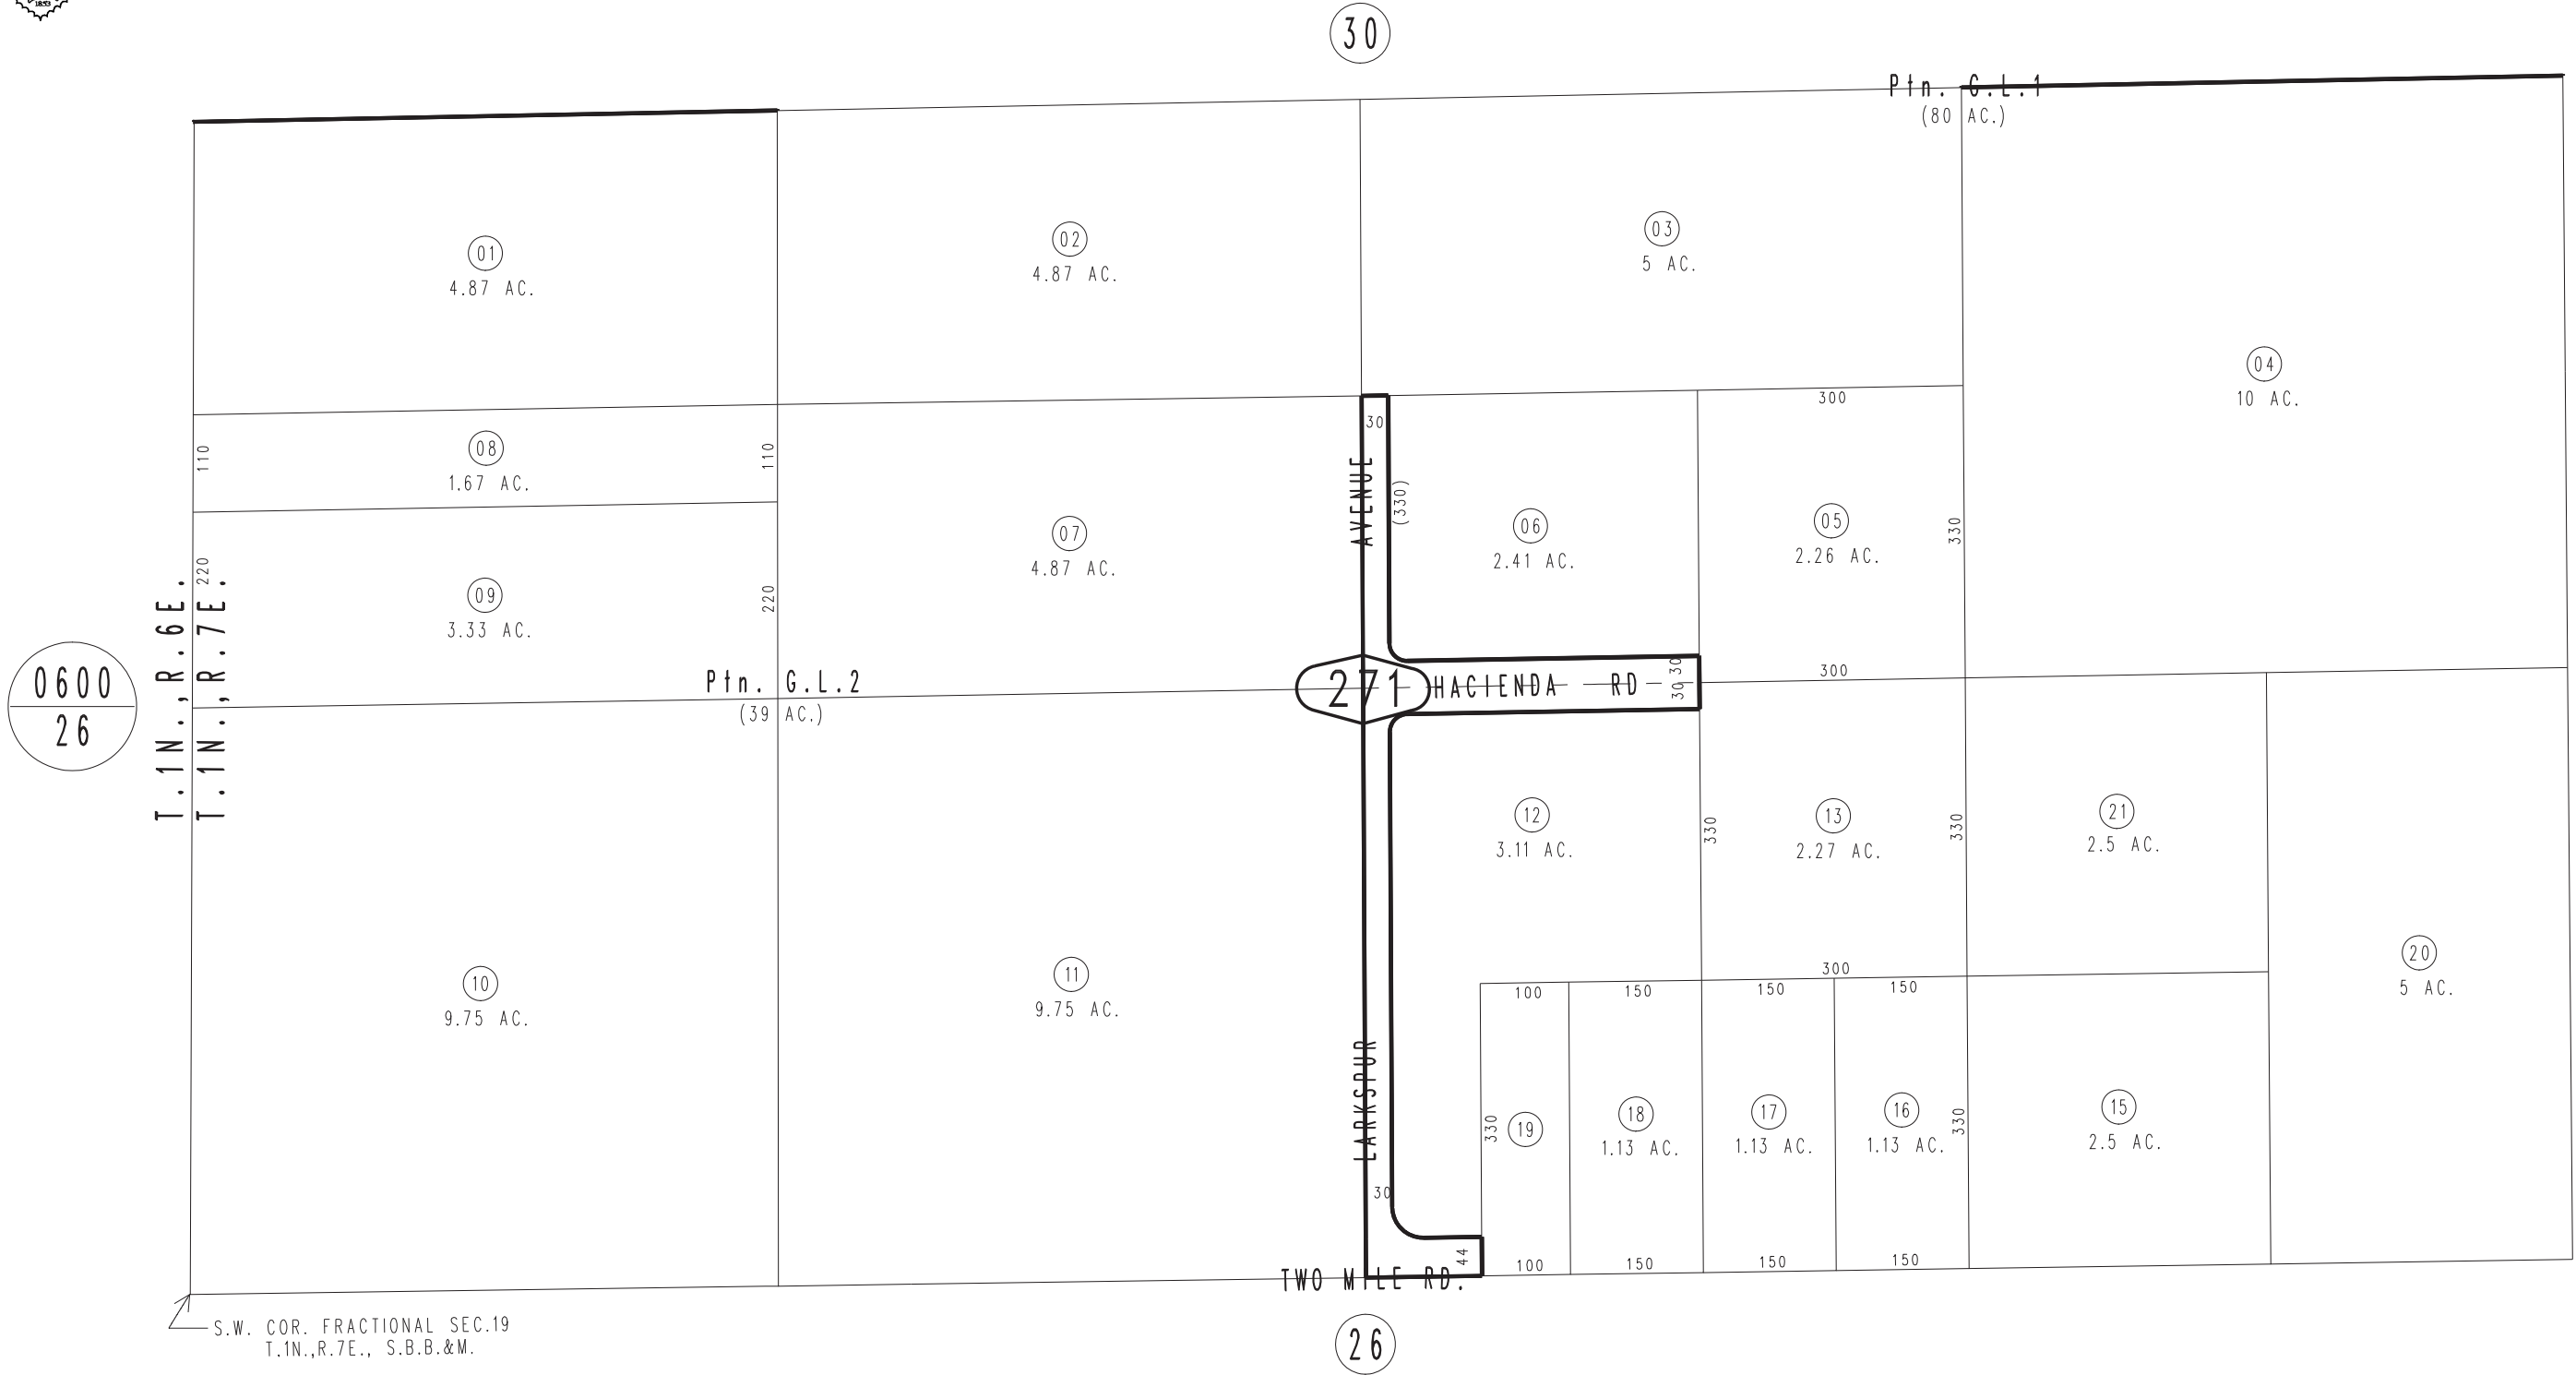 1853
30
Ptn. G.L.1
(80 AC.)
01
4.87 AC.
02
4.87 AC.
03
5 AC.
04
10 AC.
300
30
110
08
110
1.67 AC.
AVENUE
(330)
07
4.87 AC.
06
2.41 AC.
05
2.26 AC.
330
220
09
3.33 AC.
220
T.1N.,R.6E.
T.1N.,R.7E.
0600
26
Ptn. G.L.2
(39 AC.)
271
HACIENDA RD
30
30
300
12
3.11 AC.
330
13
2.27 AC.
330
21
2.5 AC.
20
5 AC.
10
9.75 AC.
11
9.75 AC.
300
100
150
150
150
LARKSPUR
330
19
18
1.13 AC.
17
1.13 AC.
16
1.13 AC.
330
15
2.5 AC.
30
44
100
150
150
150
TWO MILE RD.
S.W. COR. FRACTIONAL SEC.19
T.1N.,R.7E., S.B.B.&M.
26